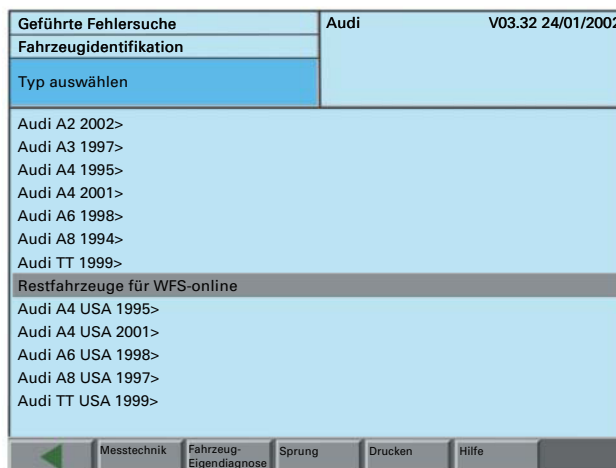 Geführte Fehlersuche
Audi V03.32 24/01/2002
Fahrzeugidentifikation
Typ auswählen
Audi A2 2002>
Audi A3 1997>
Audi A4 1995>
Audi A4 2001>
Audi A6 1998>
Audi A8 1994>
Audi TT 1999>
Restfahrzeuge für WFS-online
Audi A4 USA 1995>
Audi A4 USA 2001>
Audi A6 USA 1998>
Audi A8 USA 1997>
Audi TT USA 1999>
Messtechnik
Fahrzeug-
Eigendiagnose
Sprung
Drucken
Hilfe